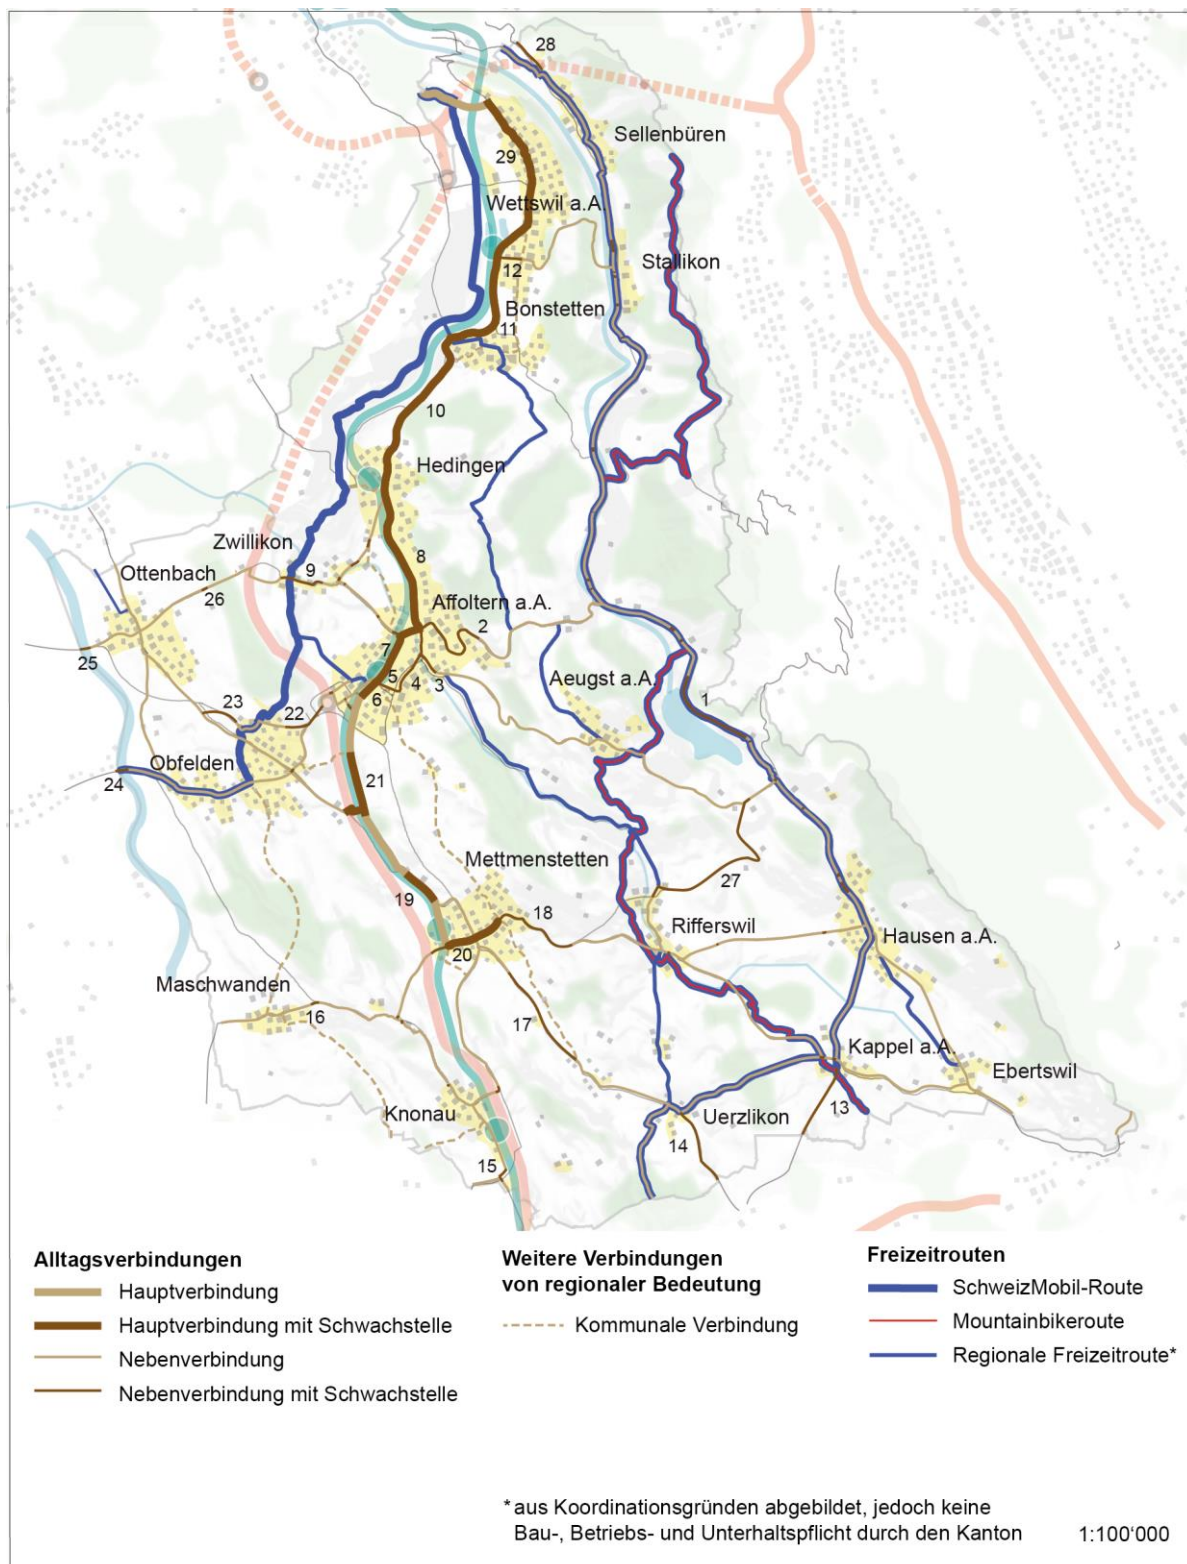 28
Sellenbüren
29
Wettswil a.A.
Stallikon
12
Bonstetten
11
10
Hedingen
Zwillikon
8
9
Ottenbach
26
Affoltern a.A.
2
7
25
5
4
3
Aeugst a.A.
1
6
23
22
Obfelden
24
21
Mettmenstetten
27
19
18
Rifferswil
Hausen a.A.
20
Maschwanden
16
17
Kappel a.A.
Ebertswil
Knonau
13
Uerzlikon
14
15
Alltagsverbindungen
Hauptverbindung
Hauptverbindung mit Schwachstelle
Nebenverbindung
Nebenverbindung mit Schwachstelle
Weitere Verbindungen
von regionaler Bedeutung
Kommunale Verbindung
Freizeitrouten
SchweizMobil-Route
Mountainbikeroute
Regionale Freizeitroute*
* aus Koordinationsgründen abgebildet, jedoch keine
Bau-, Betriebs- und Unterhaltspflicht durch den Kanton
1:100'000